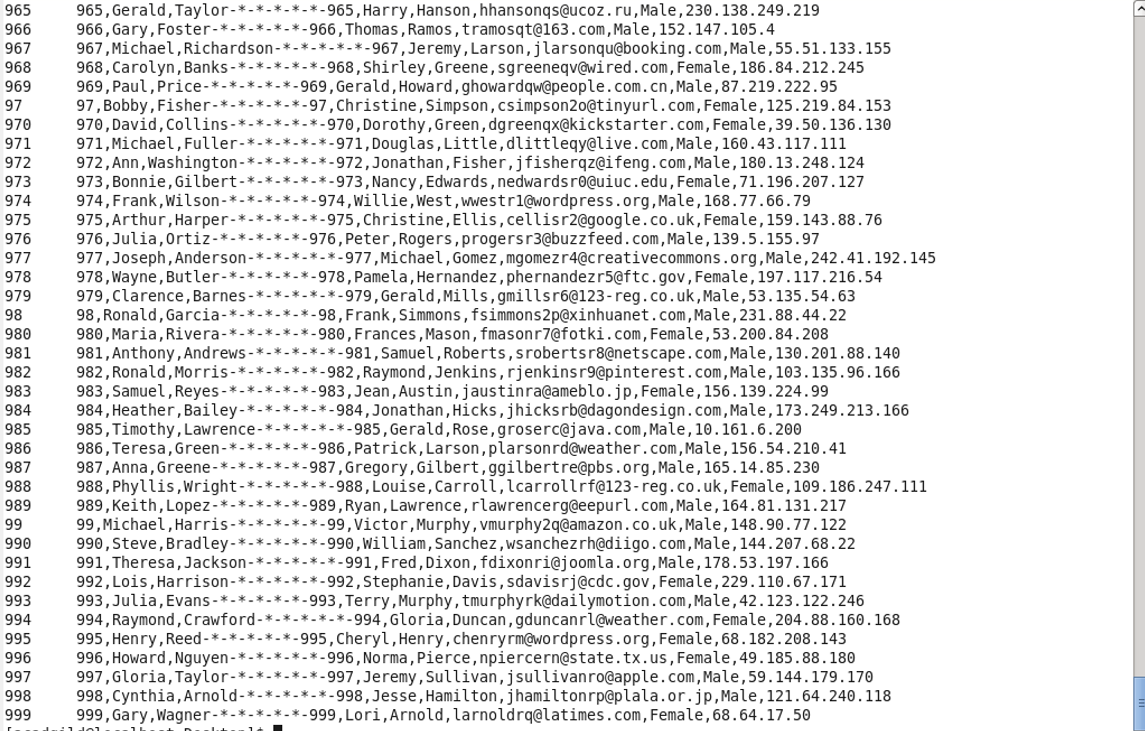 965     965,Gerald,Taylor-*-*-*-*-*-965,Harry,Hanson,hhansonqs@ucoz.ru,Male,230.138.249.219
966     966,Gary,Foster-*-*-*-*-*-966,Thomas,Ramos,tramosqt@163.com,Male,152.147.105.4
967     967,Michael,Richardson-*-*-*-*-*-967,Jeremy,Larson,jlarsonqu@booking.com,Male,55.51.133.155
968     968,Carolyn,Banks-*-*-*-*-*-968,Shirley,Greene,sgreeneqv@wired.com,Female,186.84.212.245
969     969,Paul,Price-*-*-*-*-*-969,Gerald,Howard,ghowardqw@people.com.cn,Male,87.219.222.95
97      97,Bobby,Fisher-*-*-*-*-*-97,Christine,Simpson,csimpson2o@tinyurl.com,Female,125.219.84.153
970     970,David,Collins-*-*-*-*-*-970,Dorothy,Green,dgreenqx@kickstarter.com,Female,39.50.136.130
971     971,Michael,Fuller-*-*-*-*-*-971,Douglas,Little,dlittleqy@live.com,Male,160.43.117.111
972     972,Ann,Washington-*-*-*-*-*-972,Jonathan,Fisher,jfisherqz@ifeng.com,Male,180.13.248.124
973     973,Bonnie,Gilbert-*-*-*-*-*-973,Nancy,Edwards,nedwardsr0@uiuc.edu,Female,71.196.207.127
974     974,Frank,Wilson-*-*-*-*-*-974,Willie,West,wwestr1@wordpress.org,Male,168.77.66.79
975     975,Arthur,Harper-*-*-*-*-*-975,Christine,Ellis,cellisr2@google.co.uk,Female,159.143.88.76
976     976,Julia,Ortiz-*-*-*-*-*-976,Peter,Rogers,progersr3@buzzfeed.com,Male,139.5.155.97
977     977,Joseph,Anderson-*-*-*-*-*-977,Michael,Gomez,mgomezr4@creativecommons.org,Male,242.41.192.145
978     978,Wayne,Butler-*-*-*-*-*-978,Pamela,Hernandez,phernandezr5@ftc.gov,Female,197.117.216.54
979     979,Clarence,Barnes-*-*-*-*-*-979,Gerald,Mills,gmillsr6@123-reg.co.uk,Male,53.135.54.63
98      98,Ronald,Garcia-*-*-*-*-*-98,Frank,Simmons,fsimmons2p@xinhuanet.com,Male,231.88.44.22
980     980,Maria,Rivera-*-*-*-*-*-980,Frances,Mason,fmasonr7@fotki.com,Female,53.200.84.208
981     981,Anthony,Andrews-*-*-*-*-*-981,Samuel,Roberts,srobertsr8@netscape.com,Male,130.201.88.140
982     982,Ronald,Morris-*-*-*-*-*-982,Raymond,Jenkins,rjenkinsr9@pinterest.com,Male,103.135.96.166
983     983,Samuel,Reyes-*-*-*-*-*-983,Jean,Austin,jaustinra@ameblo.jp,Female,156.139.224.99
984     984,Heather,Bailey-*-*-*-*-*-984,Jonathan,Hicks,jhicksrb@dagondesign.com,Male,173.249.213.166
985     985,Timothy,Lawrence-*-*-*-*-*-985,Gerald,Rose,groserc@java.com,Male,10.161.6.200
986     986,Teresa,Green-*-*-*-*-*-986,Patrick,Larson,plarsonrd@weather.com,Male,156.54.210.41
987     987,Anna,Greene-*-*-*-*-*-987,Gregory,Gilbert,ggilbertre@pbs.org,Male,165.14.85.230
988     988,Phyllis,Wright-*-*-*-*-*-988,Louise,Carroll,lcarrollrf@123-reg.co.uk,Female,109.186.247.111
989     989,Keith,Lopez-*-*-*-*-*-989,Ryan,Lawrence,rlawrencerg@eepurl.com,Male,164.81.131.217
99      99,Michael,Harris-*-*-*-*-*-99,Victor,Murphy,vmurphy2q@amazon.co.uk,Male,148.90.77.122
990     990,Steve,Bradley-*-*-*-*-*-990,William,Sanchez,wsanchezrh@diigo.com,Male,144.207.68.22
991     991,Theresa,Jackson-*-*-*-*-*-991,Fred,Dixon,fdixonri@joomla.org,Male,178.53.197.166
992     992,Lois,Harrison-*-*-*-*-*-992,Stephanie,Davis,sdavisrj@cdc.gov,Female,229.110.67.171
993     993,Julia,Evans-*-*-*-*-*-993,Terry,Murphy,tmurphyrk@dailymotion.com,Male,42.123.122.246
994     994,Raymond,Crawford-*-*-*-*-*-994,Gloria,Duncan,gduncanrl@weather.com,Female,204.88.160.168
995     995,Henry,Reed-*-*-*-*-*-995,Cheryl,Henry,chenryrm@wordpress.org,Female,68.182.208.143
996     996,Howard,Nguyen-*-*-*-*-*-996,Norma,Pierce,npiercern@state.tx.us,Female,49.185.88.180
997     997,Gloria,Taylor-*-*-*-*-*-997,Jeremy,Sullivan,jsullivanro@apple.com,Male,59.144.179.170
998     998,Cynthia,Arnold-*-*-*-*-*-998,Jesse,Hamilton,jhamiltonrp@plala.or.jp,Male,121.64.240.118
999     999,Gary,Wagner-*-*-*-*-*-999,Lori,Arnold,larnoldrq@latimes.com,Female,68.64.17.50